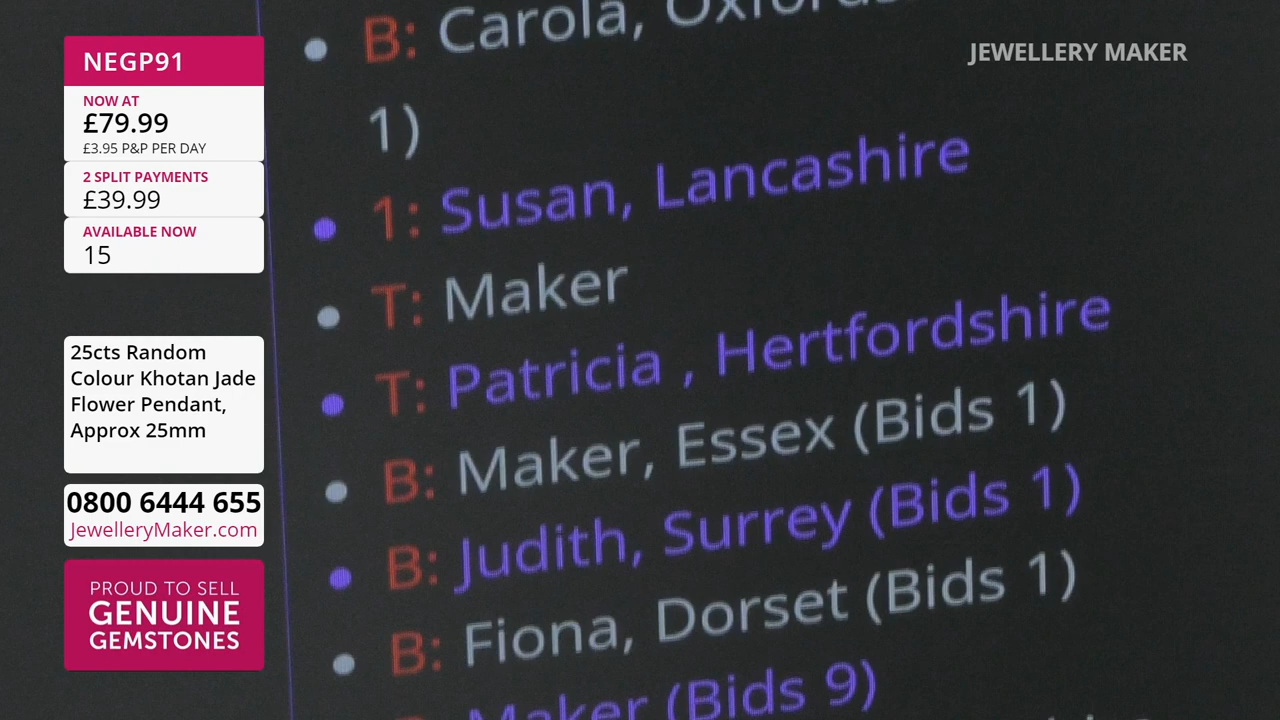 NEGP91
NOW AT
£79.99
£3.95 P&P PER DAY
2 SPLIT PAYMENTS
£39.99
AVAILABLE NOW
15
25cts Random
Colour Khotan Jade
Flower Pendant,
Approx 25mm
0800 6444 655
JewelleryMaker.com
PROUD TO SELL
GENUINE
GEMSTONES
JEWELLERY MAKER
B: Carola,
1)
1: Susan, Lancashire
T: Maker
T: Patricia , Hertfordshire
B: Maker, Essex (Bids 1)
B: Judith, Surrey (Bids 1)
B: Fiona, Dorset (Bids 1)
Maker (Bids 9)